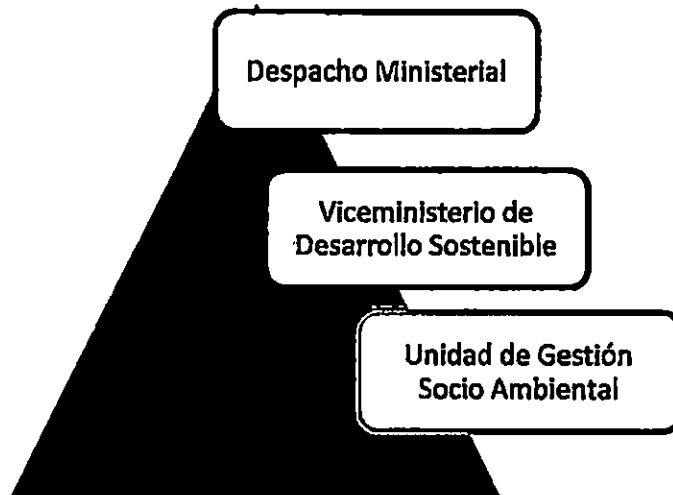 Despacho Ministerial
Viceministerio de
Desarrollo Sostenible
Unidad de Gestión
Socio Ambiental